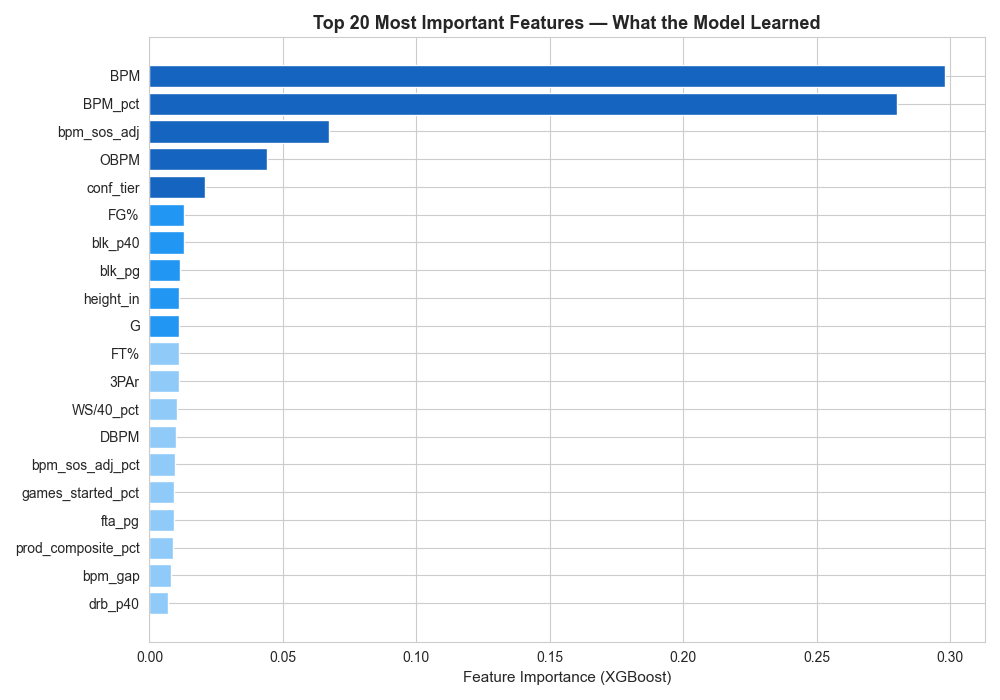 Top 20 Most Important Features — What the Model Learned
BPM
BPM_pct
bpm_sos_adj
OBPM
conf_tier
FG%
blk_p40
blk_pg
height_in
G
FT%
3PAr
WS/40_pct
DBPM
bpm_sos_adj_pct
games_started_pct
fta_pg
prod_composite_pct
bpm_gap
drb_p40
0.00 0.05 0.10 0.15 0.20 0.25 0.30
Feature Importance (XGBoost)